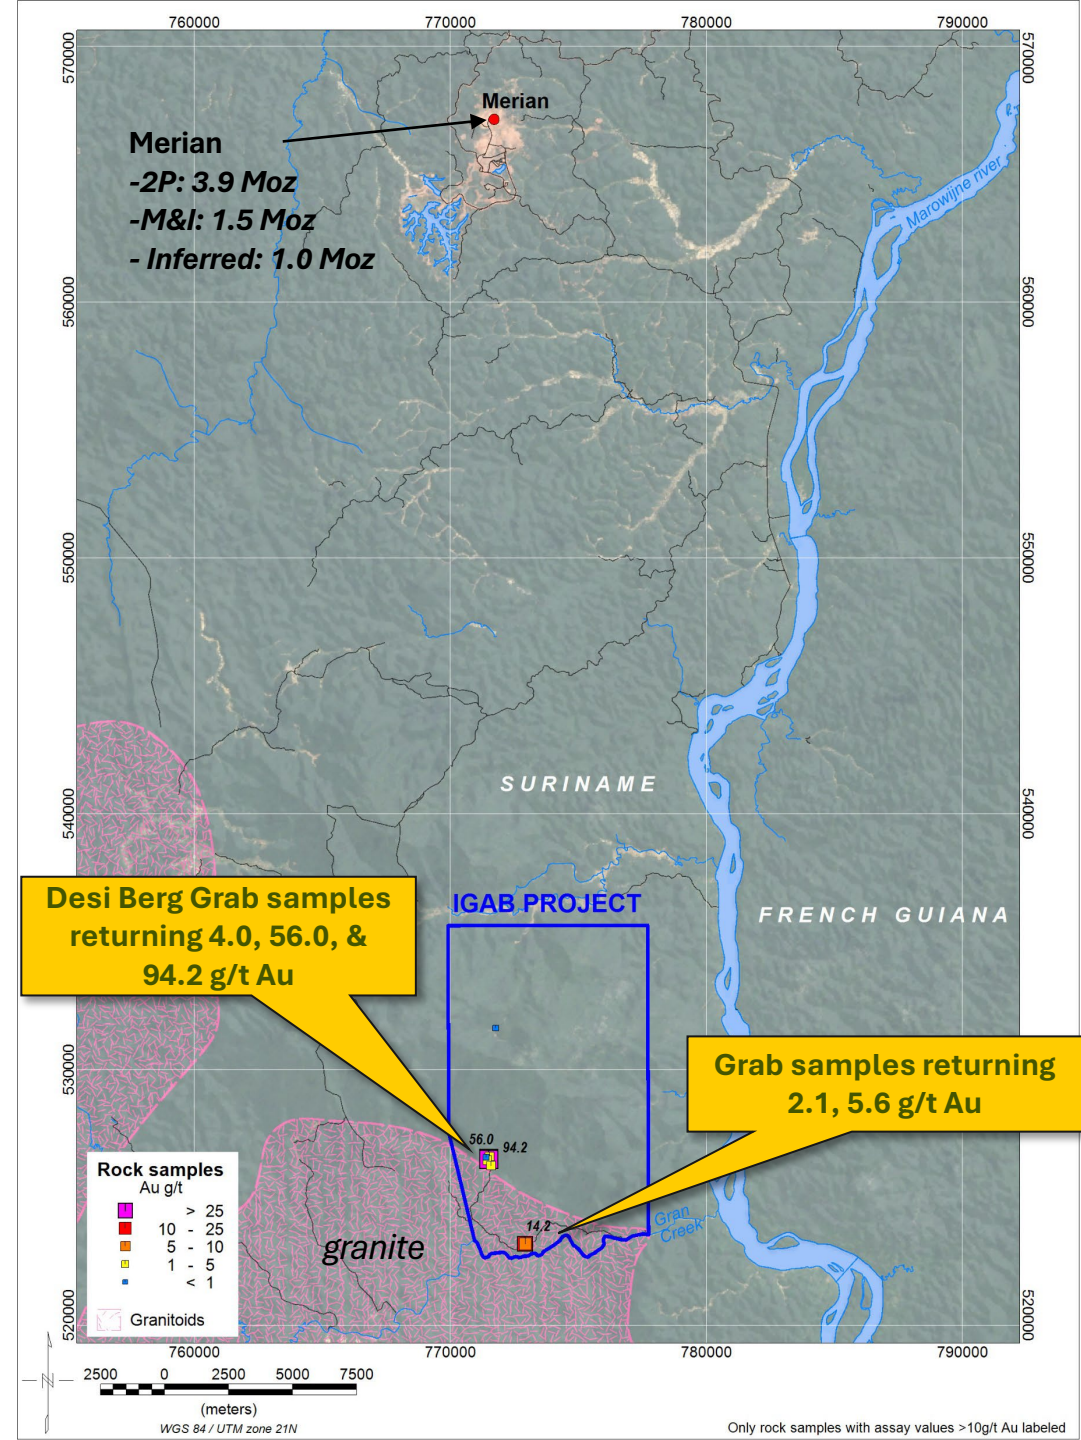 760000
770000
780000
790000
570000
570000
Merian
Merian
-2P: 3.9 Moz
-M&I: 1.5 Moz
- Inferred: 1.0 Moz
Marowijne river
560000
560000
550000
550000
SURINAME
540000
540000
Desi Berg Grab samples
returning 4.0, 56.0, &
94.2 g/t Au
IGAB PROJECT
FRENCH GUIANA
530000
530000
Grab samples returning
2.1, 5.6 g/t Au
56.0
94.2
14.2
Gran
Creek
granite
Rock samples
Au g/t
> 25
10 - 25
5 - 10
1 - 5
< 1
Granitoids
520000
520000
760000
770000
780000
790000
N
2500 0 2500 5000 7500
(meters)
WGS 84 / UTM zone 21N
Only rock samples with assay values >10g/t Au labeled